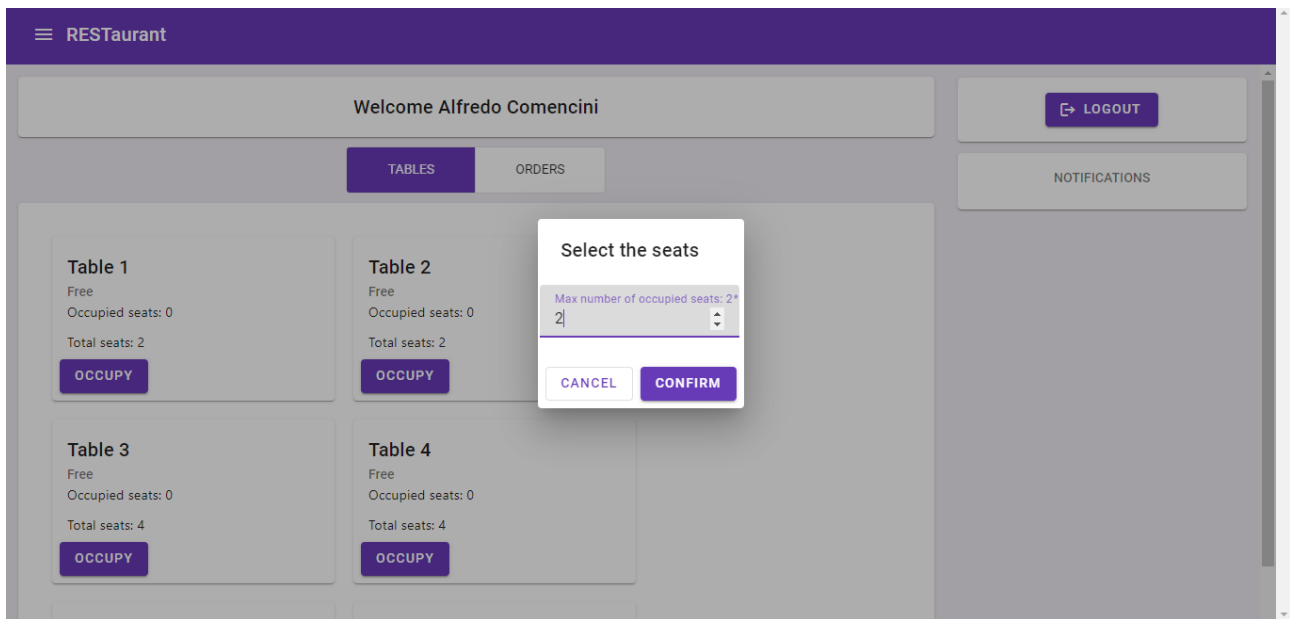 RESTaurant
Welcome Alfredo Comencini
LOGOUT
TABLES
ORDERS
NOTIFICATIONS
Select the seats
Max number of occupied seats: 2*
2
CANCEL
CONFIRM
Table 1
Free
Occupied seats: 0
Total seats: 2
OCCUPY
Table 2
Free
Occupied seats: 0
Total seats: 2
OCCUPY
Table 3
Free
Occupied seats: 0
Total seats: 4
OCCUPY
Table 4
Free
Occupied seats: 0
Total seats: 4
OCCUPY